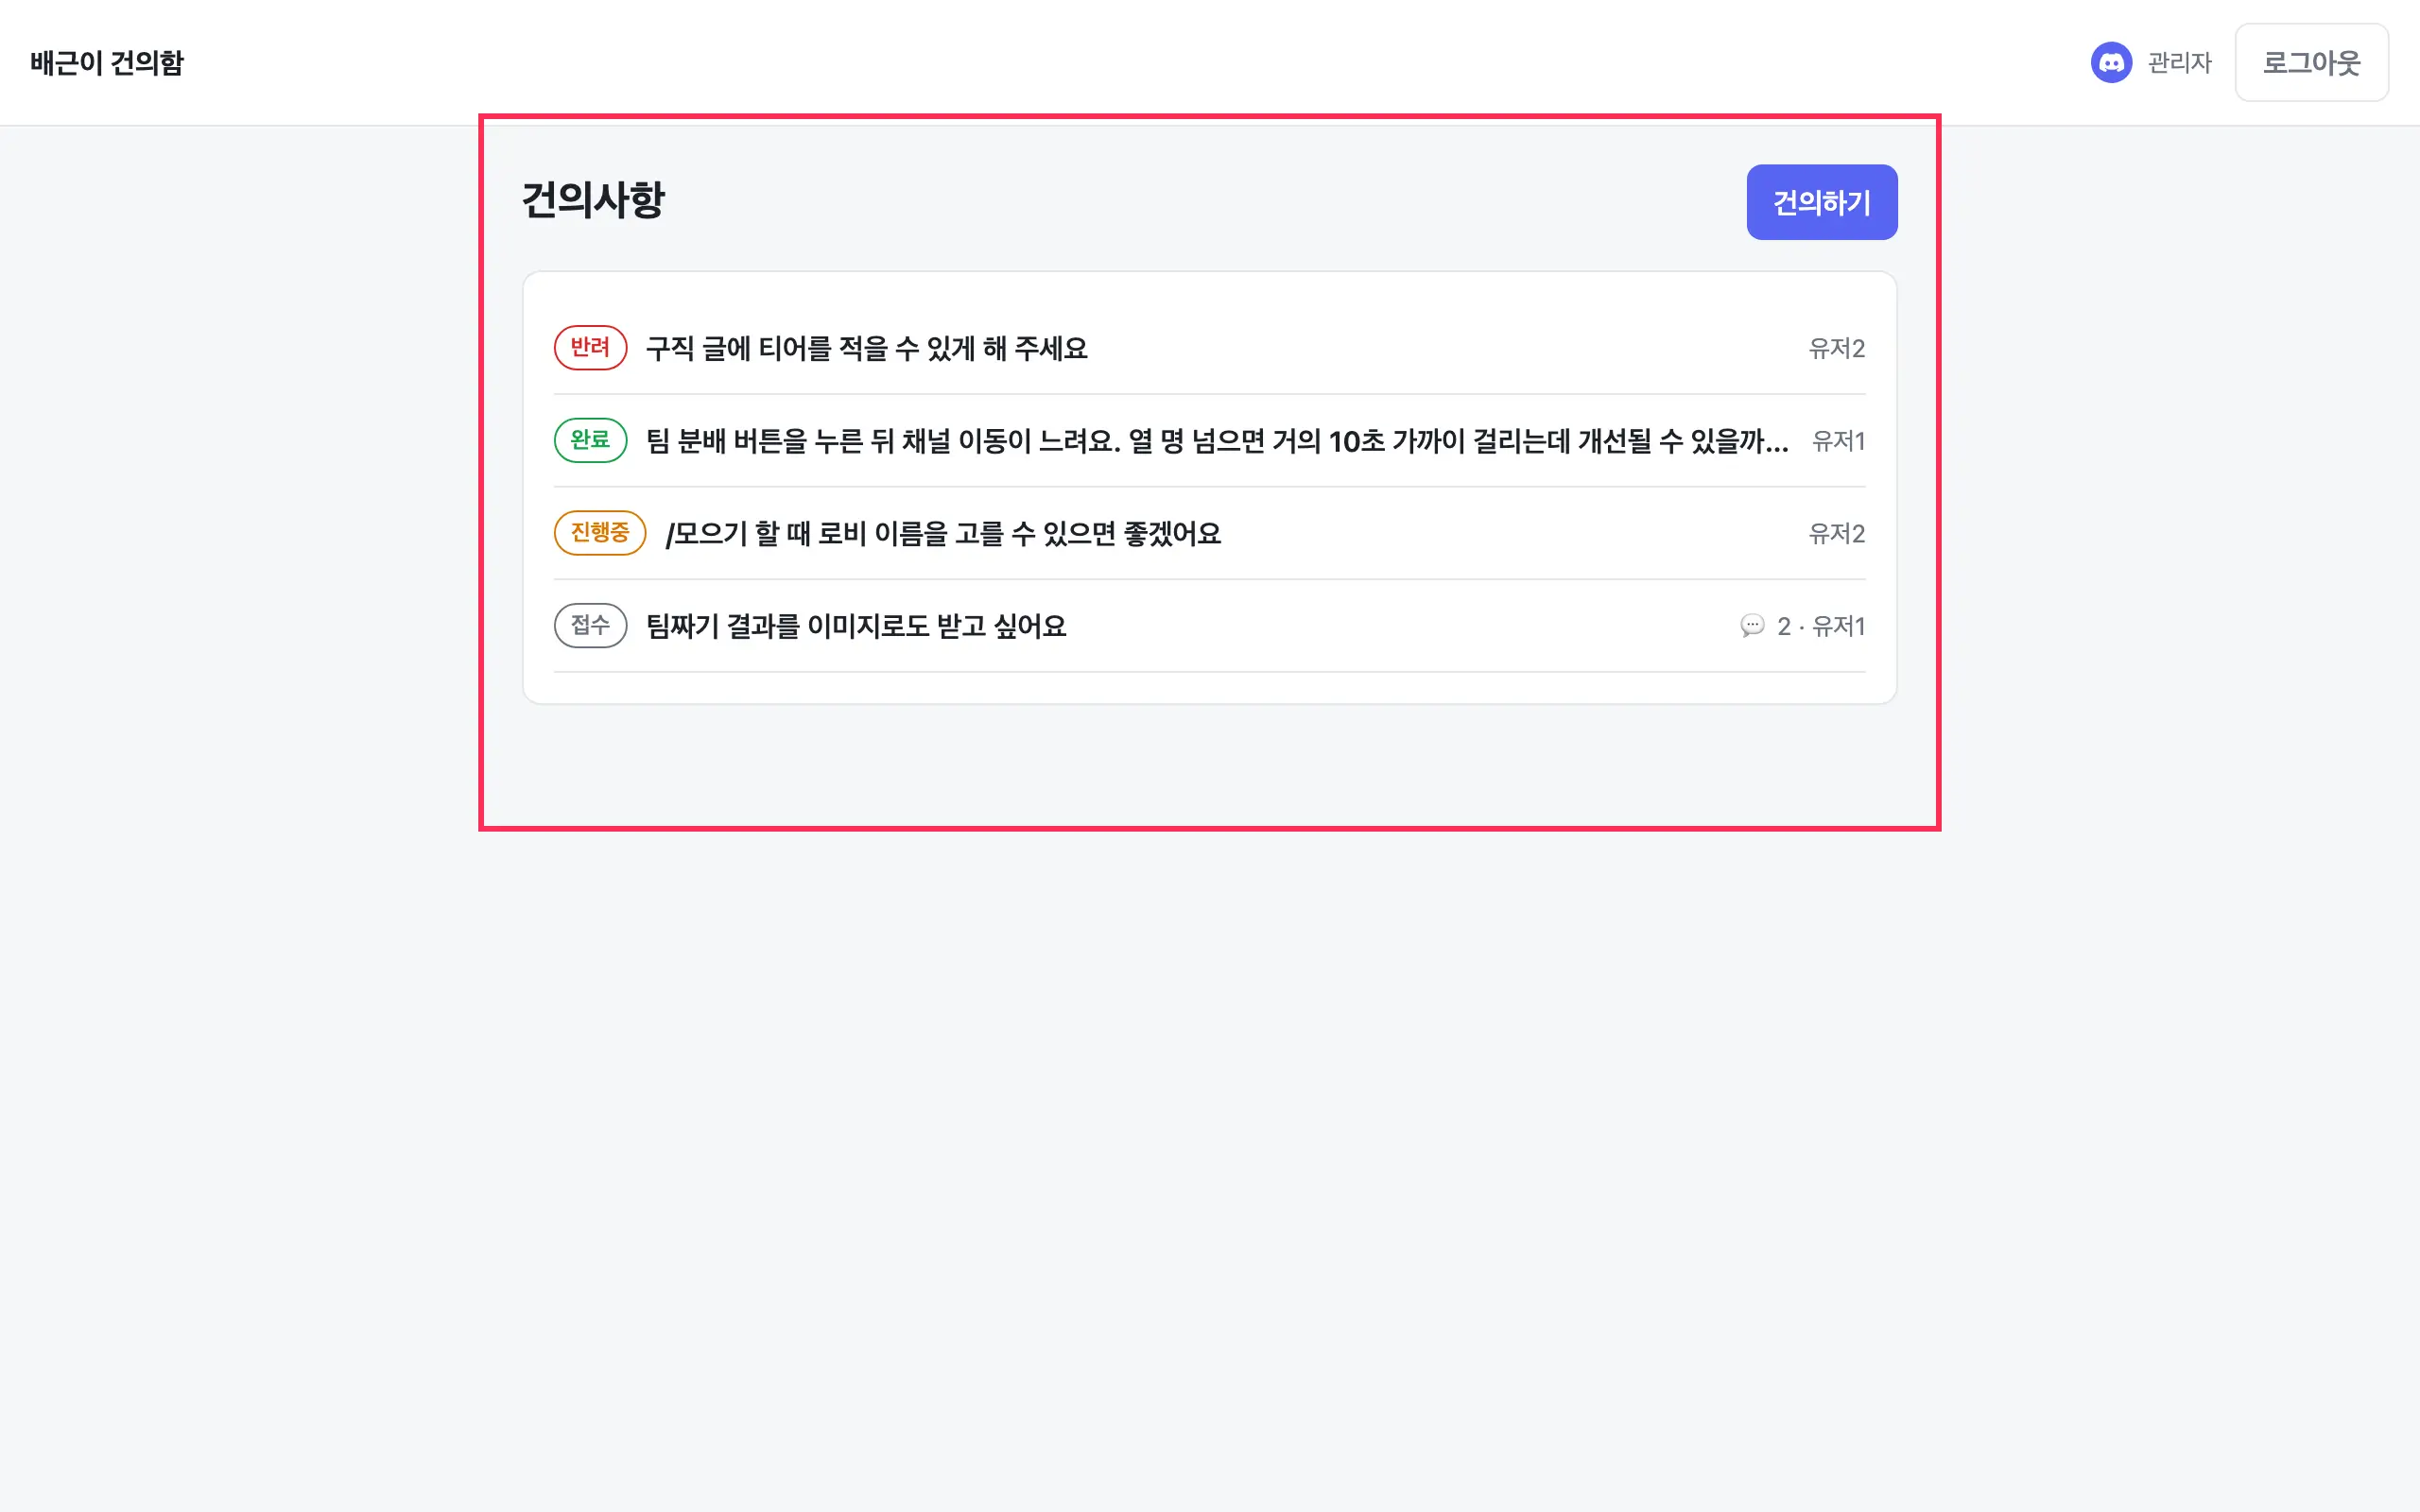 배근이 건의함
관리자
로그아웃
건의사항
건의하기
반려 구직 글에 티어를 적을 수 있게 해 주세요 유저2
완료 팀 분배 버튼을 누른 뒤 채널 이동이 느려요. 열 명 넘으면 거의 10초 가까이 걸리는데 개선될 수 있을까... 유저1
진행중 /모으기 할 때 로비 이름을 고를 수 있으면 좋겠어요 유저2
접수 팀짜기 결과를 이미지로도 받고 싶어요 💬 2 · 유저1